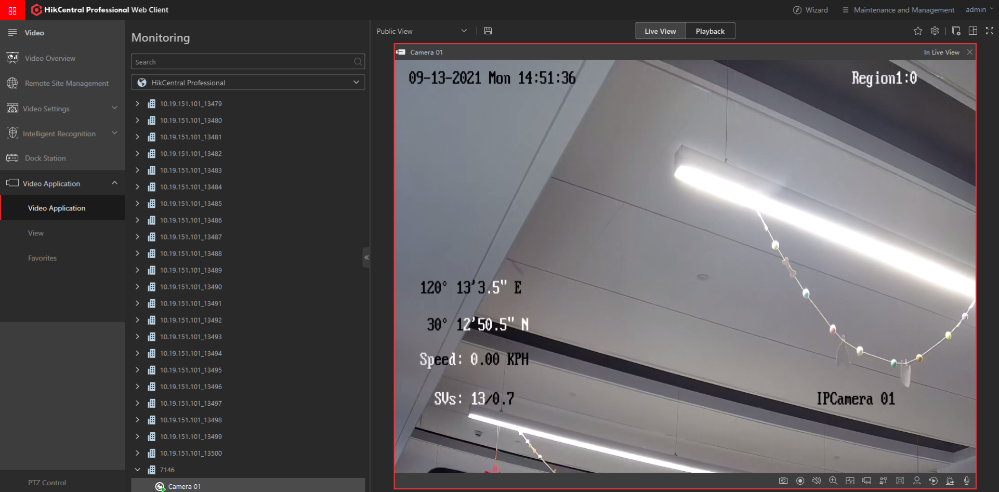 HikCentral Professional Web Client
Wizard
Maintenance and Management
admin
Video
Video Overview
Remote Site Management
Video Settings
Intelligent Recognition
Dock Station
Video Application
Video Application
View
Favorites
PTZ Control
Monitoring
Search
HikCentral Professional
10.19.151.101_13479
10.19.151.101_13480
10.19.151.101_13481
10.19.151.101_13482
10.19.151.101_13483
10.19.151.101_13484
10.19.151.101_13485
10.19.151.101_13486
10.19.151.101_13487
10.19.151.101_13488
10.19.151.101_13489
10.19.151.101_13490
10.19.151.101_13491
10.19.151.101_13492
10.19.151.101_13493
10.19.151.101_13494
10.19.151.101_13495
10.19.151.101_13496
10.19.151.101_13497
10.19.151.101_13498
10.19.151.101_13499
10.19.151.101_13500
7146
Camera 01
Public View
Live View
Playback
Camera 01
In Live View
09-13-2021 Mon 14:51:36
Region1:0
120° 13'3.5" E
30° 12'50.5" N
Speed: 0.00 KPH
SVs: 13/0.7
IPCamera 01